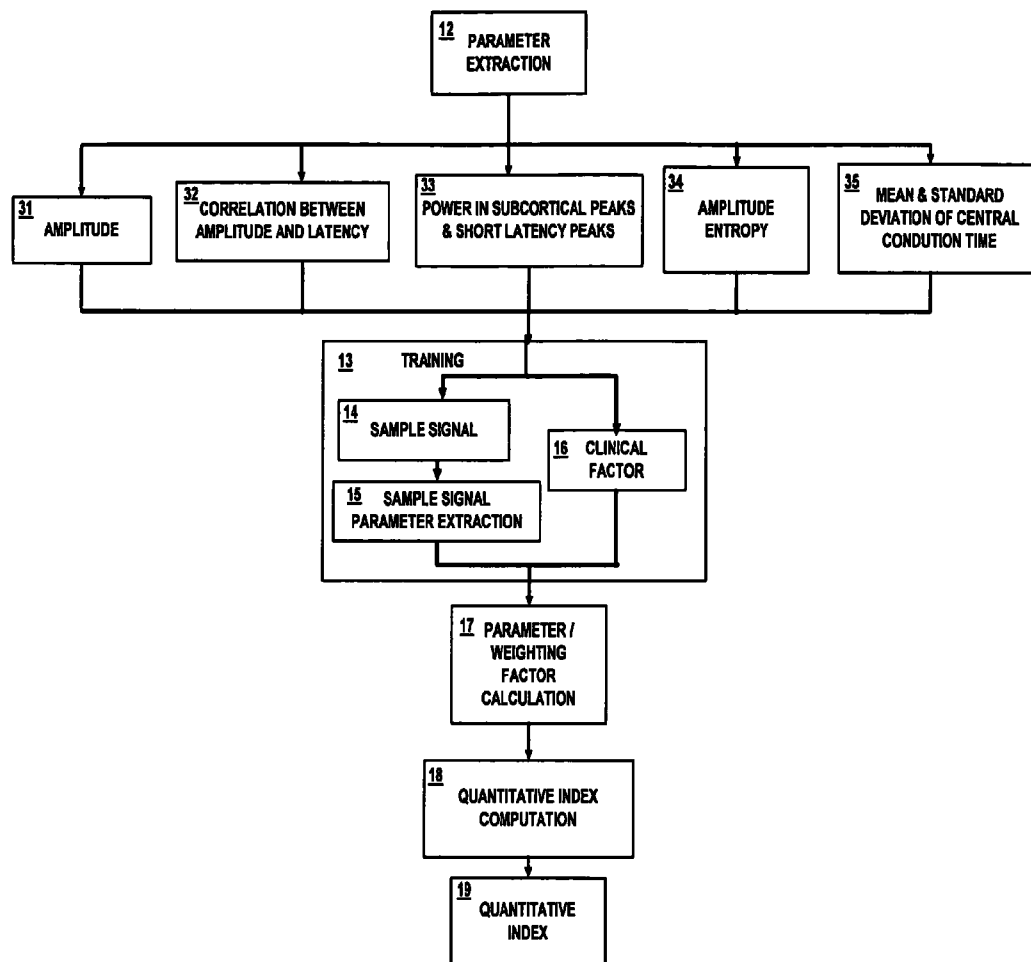 12
PARAMETER
EXTRACTION
31
AMPLITUDE
32
CORRELATION BETWEEN
AMPLITUDE AND LATENCY
33
POWER IN SUBCORTICAL PEAKS
& SHORT LATENCY PEAKS
34
AMPLITUDE
ENTROPY
35
MEAN & STANDARD
DEVIATION OF CENTRAL
CONDUTION TIME
13
TRAINING
14
SAMPLE SIGNAL
15
SAMPLE SIGNAL
PARAMETER EXTRACTION
16
CLINICAL
FACTOR
17
PARAMETER /
WEIGHTING
FACTOR
CALCULATION
18
QUANTITATIVE INDEX
COMPUTATION
19
QUANTITATIVE
INDEX